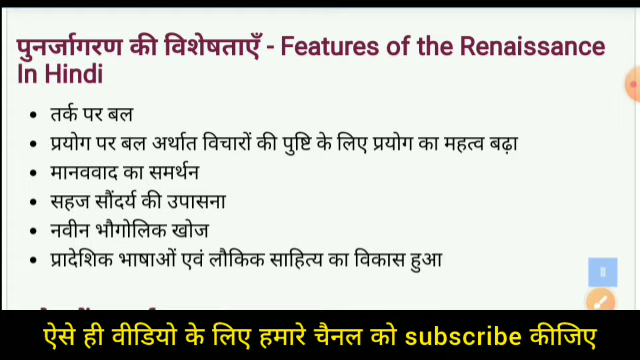 पुनर्जागरण की विशेषताएँ - Features of the Renaissance
In Hindi
तर्क पर बल
प्रयोग पर बल अर्थात विचारों की पुष्टि के लिए प्रयोग का महत्व बढ़ा
मानववाद का समर्थन
सहज सौंदर्य की उपासना
नवीन भौगोलिक खोज
प्रादेशिक भाषाओं एवं लौकिक साहित्य का विकास हुआ
ऐसे ही वीडियो के लिए हमारे चैनल को subscribe कीजिए